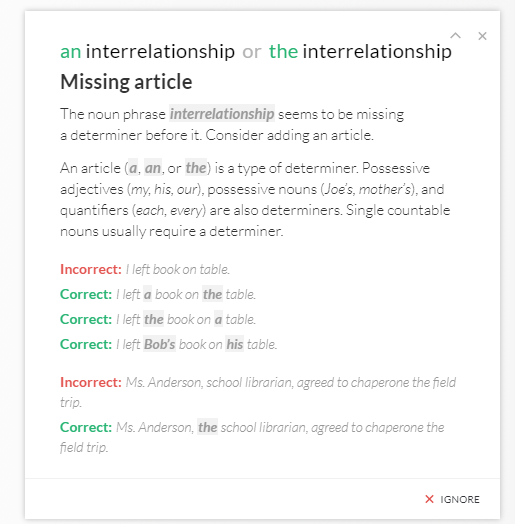 an interrelationship or the interrelationship
Missing article
The noun phrase interrelationship seems to be missing
a determiner before it. Consider adding an article.
An article (a, an, or the) is a type of determiner. Possessive
adjectives (my, his, our), possessive nouns (Joe's, mother's), and
quantifiers (each, every) are also determiners. Single countable
nouns usually require a determiner.
Incorrect: I left book on table.
Correct: I left a book on the table.
Correct: I left the book on a table.
Correct: I left Bob's book on his table.
Incorrect: Ms. Anderson, school librarian, agreed to chaperone the field
trip.
Correct: Ms. Anderson, the school librarian, agreed to chaperone the
field trip.
IGNORE